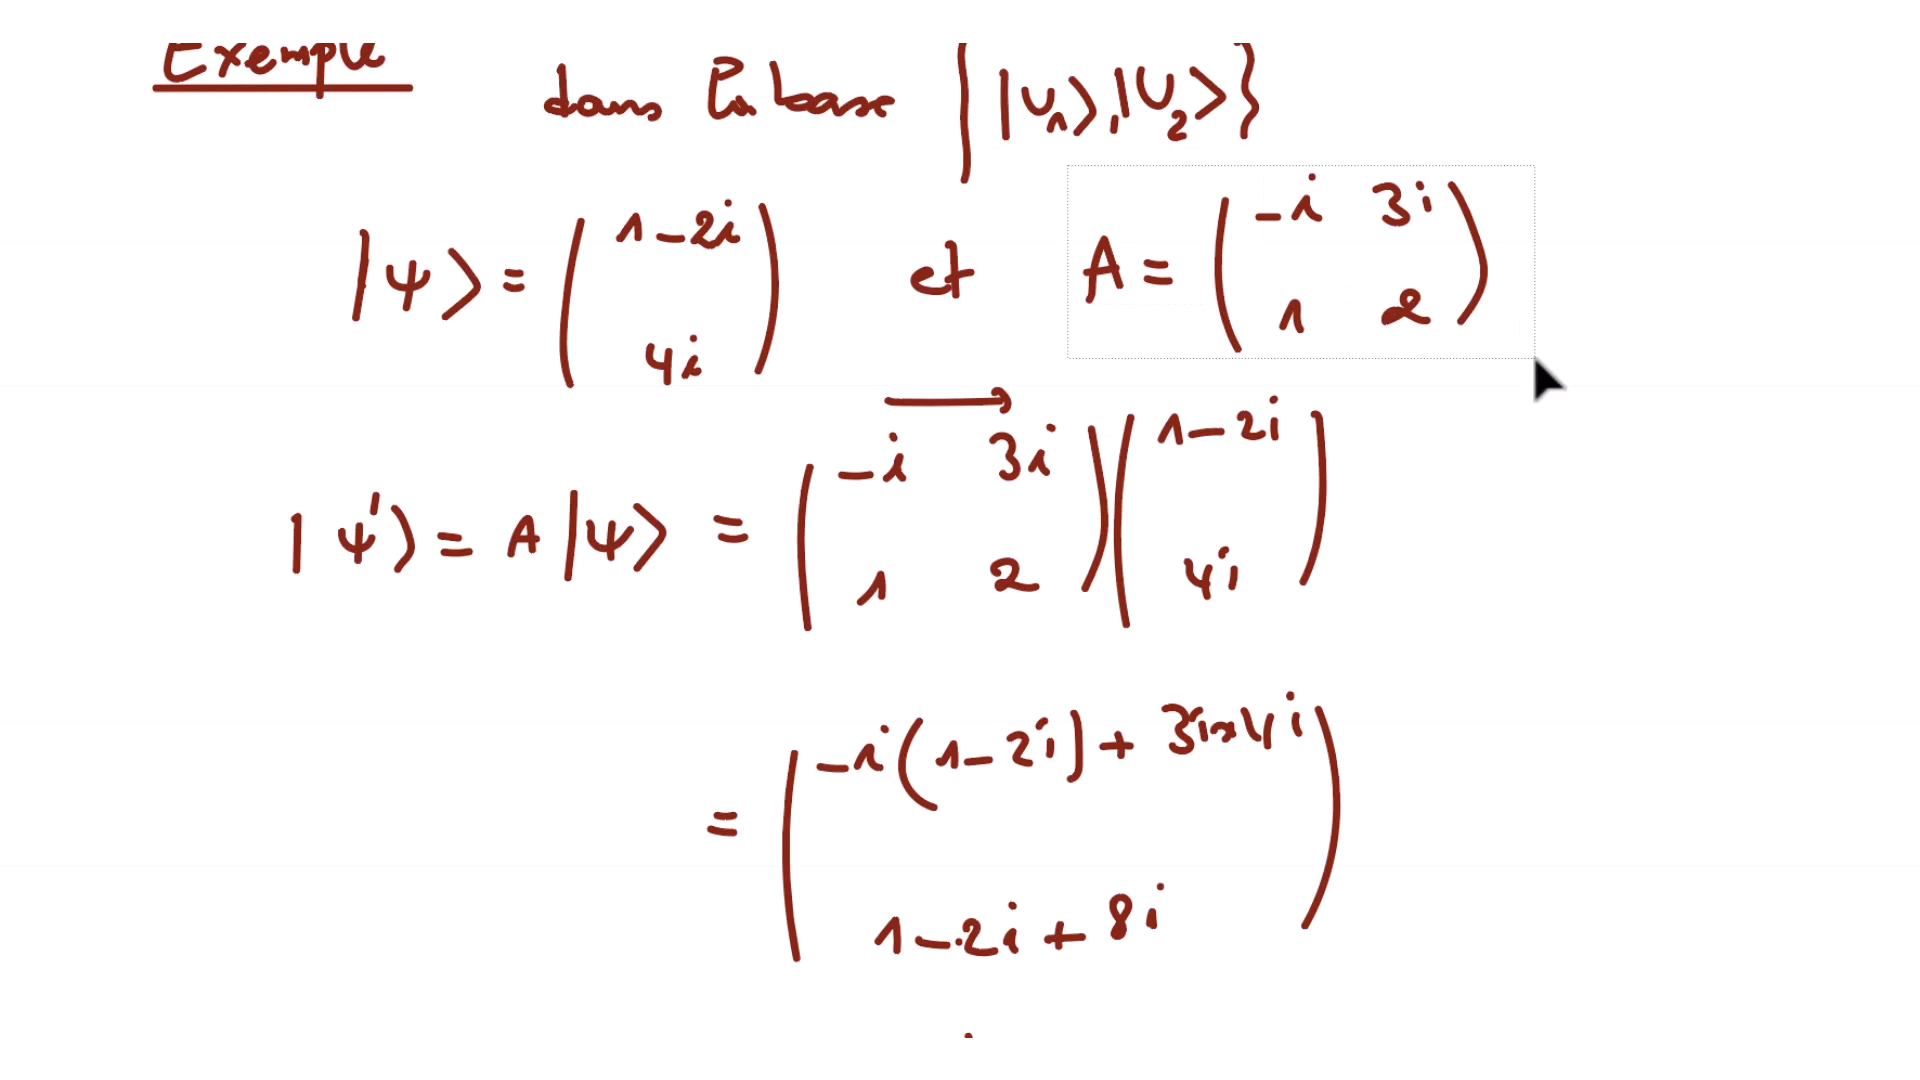 Exemple
dans la base { |U₁⟩, |U₂⟩ }
|ψ⟩ = ( 1-2i ; 4i ) et A = ( -i 3i ; 1 2 )
|ψ'⟩ = A |ψ⟩ = ( -i 3i ; 1 2 ) ( 1-2i ; 4i )
= ( -i(1-2i) + 3i×4i ; 1-2i + 8i )